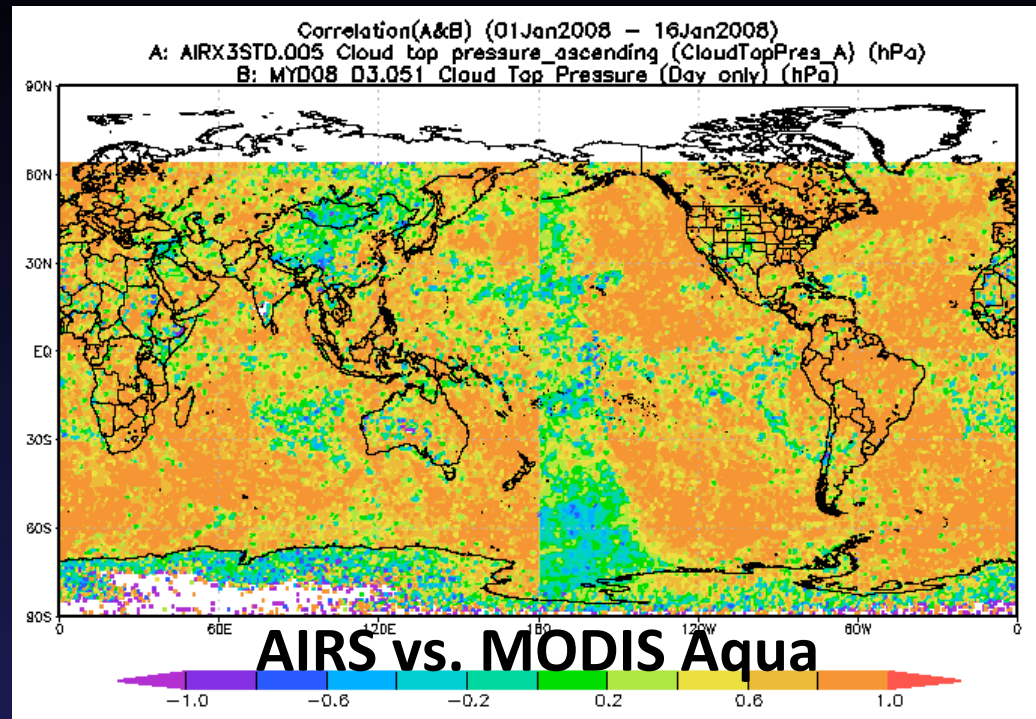 Correlation(A&B) (01Jan2008 – 16Jan2008)
A: AIRX3STD.005 Cloud top pressure_ascending (CloudTopPres_A) (hPa)
B: MYD08_D3.051 Cloud Top Pressure (Day only) (hPa)
90N
60N
30N
EQ
30S
60S
90S
0 60E 120E 180 120W 60W 0
AIRS vs. MODIS Aqua
−1.0 −0.6 −0.2 0.2 0.6 1.0